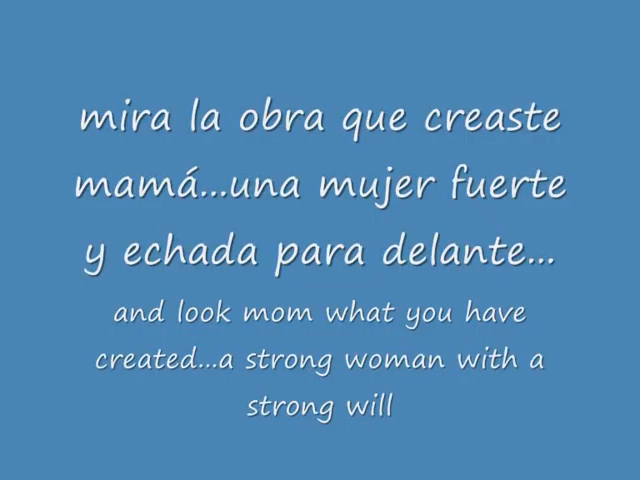 mira la obra que creaste
mamá...una mujer fuerte
y echada para delante...
and look mom what you have
created...a strong woman with a
strong will